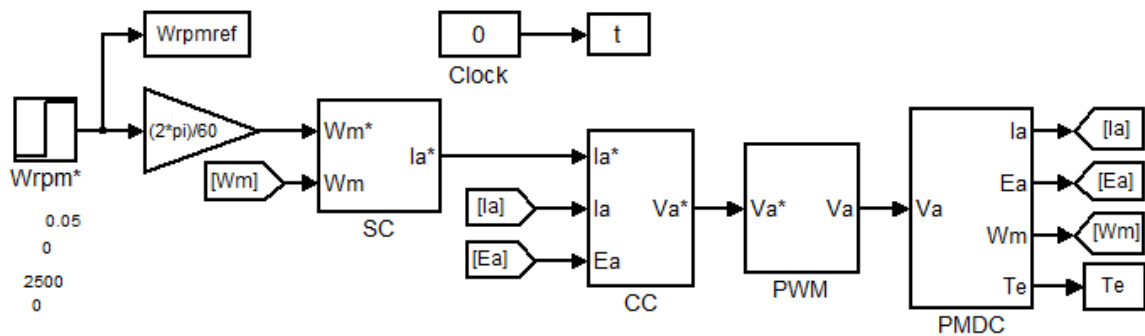 Wrpmref
0
t
Clock
(2*pi)/60
Wrpm*
Wm*
[Wm]
Wm
Ia*
SC
Ia*
[Ia]
Ia
[Ea]
Ea
Va*
CC
Va*
Va
PWM
Va
Ia
Ea
Wm
Te
PMDC
[Ia]
[Ea]
[Wm]
Te
0.05
0
2500
0